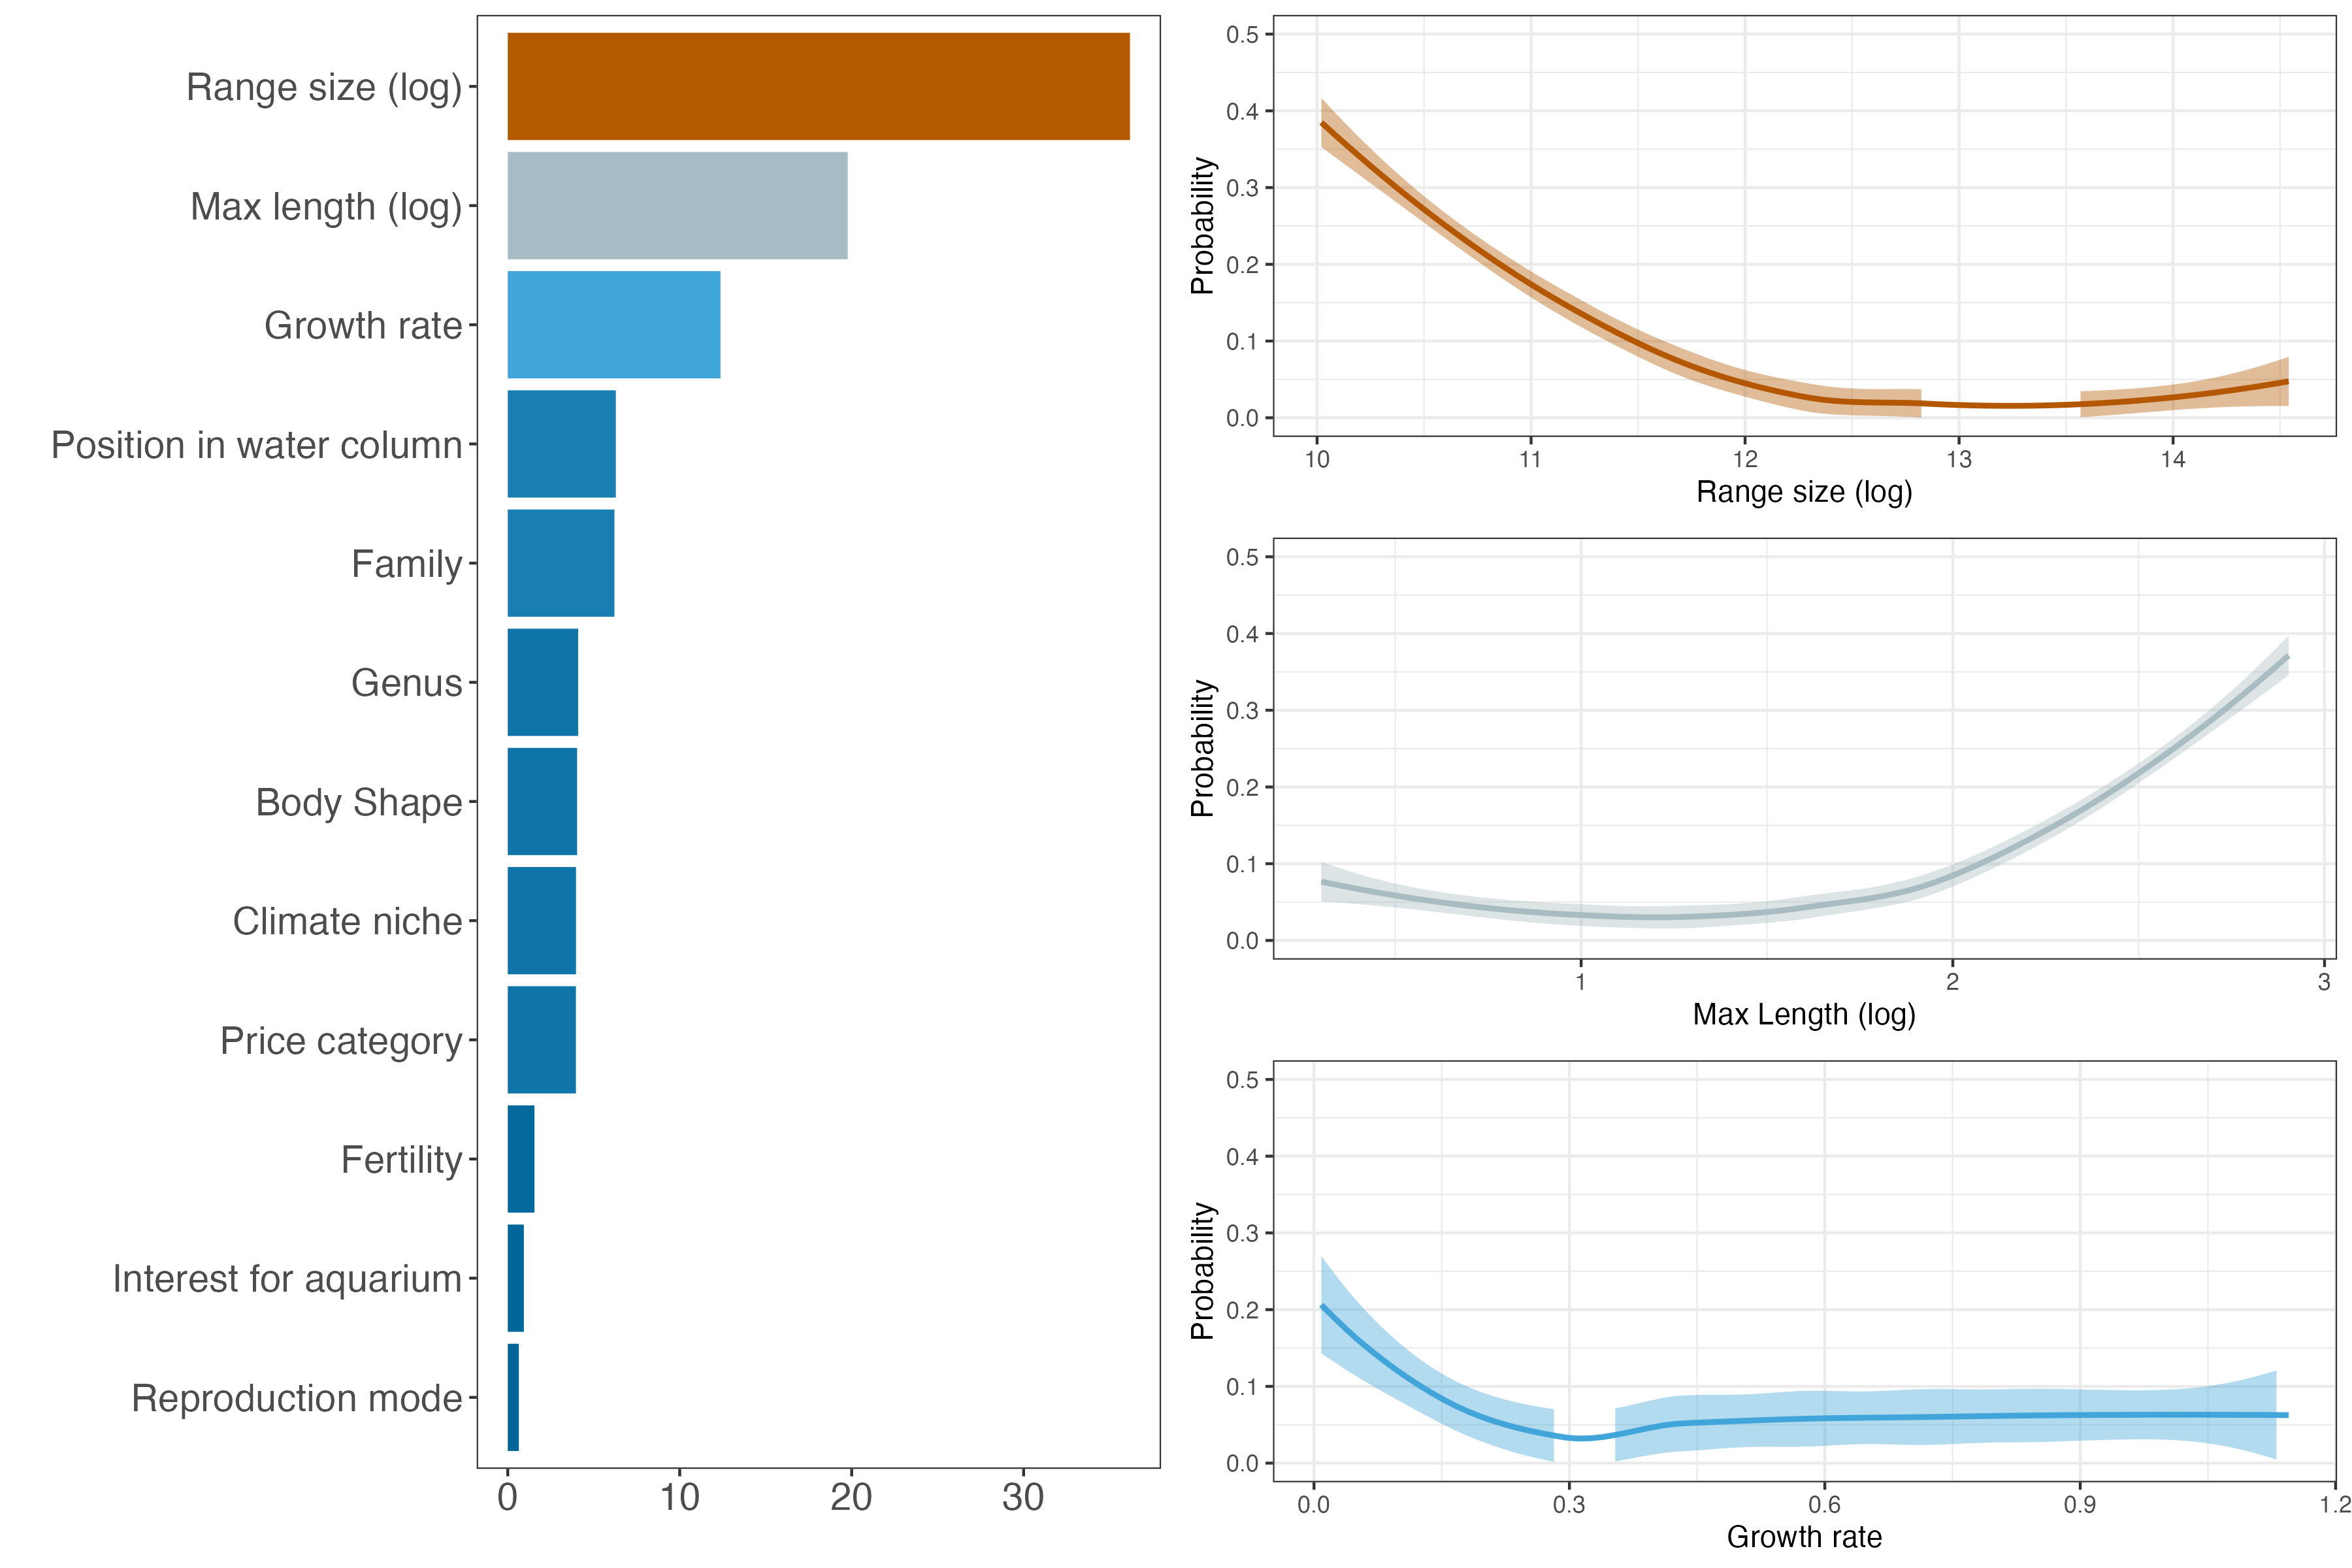 Range size (log)
Max length (log)
Growth rate
Position in water column
Family
Genus
Body Shape
Climate niche
Price category
Fertility
Interest for aquarium
Reproduction mode
0 10 20 30
Probability
0.5
0.4
0.3
0.2
0.1
0.0
10 11 12 13 14
Range size (log)
Probability
0.5
0.4
0.3
0.2
0.1
0.0
1 2 3
Max Length (log)
Probability
0.5
0.4
0.3
0.2
0.1
0.0
0.0 0.3 0.6 0.9 1.2
Growth rate